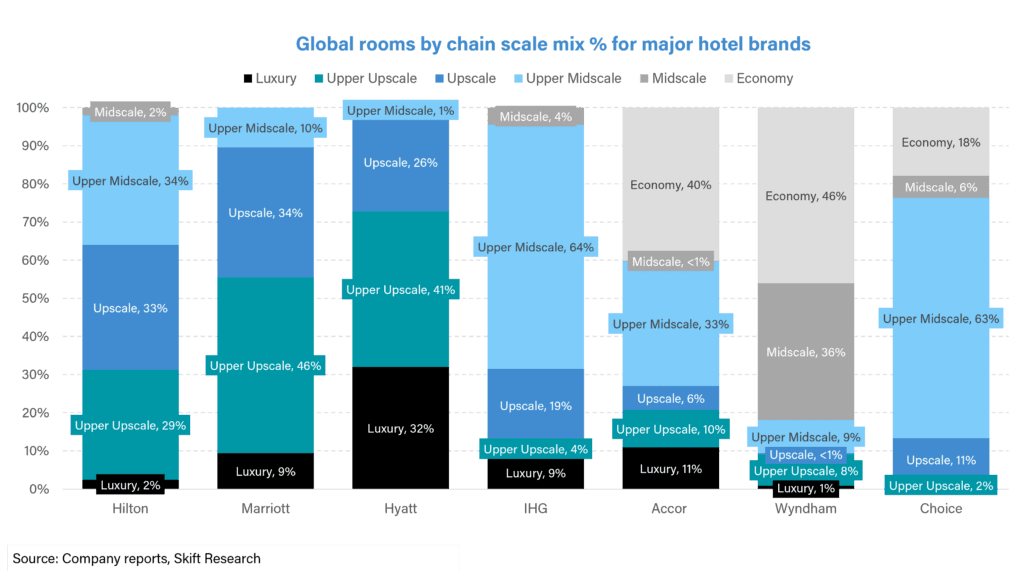 Global rooms by chain scale mix % for major hotel brands
Luxury Upper Upscale Upscale Upper Midscale Midscale Economy
100%
90%
80%
70%
60%
50%
40%
30%
20%
10%
0%
Midscale, 2%
Upper Midscale, 34%
Upscale, 33%
Upper Upscale, 29%
Luxury, 2%
Upper Midscale, 10%
Upscale, 34%
Upper Upscale, 46%
Luxury, 9%
Upper Midscale, 1%
Upscale, 26%
Upper Upscale, 41%
Luxury, 32%
Midscale, 4%
Upper Midscale, 64%
Upscale, 19%
Upper Upscale, 4%
Luxury, 9%
Economy, 40%
Midscale, <1%
Upper Midscale, 33%
Upscale, 6%
Upper Upscale, 10%
Luxury, 11%
Economy, 46%
Midscale, 36%
Upper Midscale, 9%
Upscale, <1%
Upper Upscale, 8%
Luxury, 1%
Economy, 18%
Midscale, 6%
Upper Midscale, 63%
Upscale, 11%
Upper Upscale, 2%
Hilton Marriott Hyatt IHG Accor Wyndham Choice
Source: Company reports, Skift Research